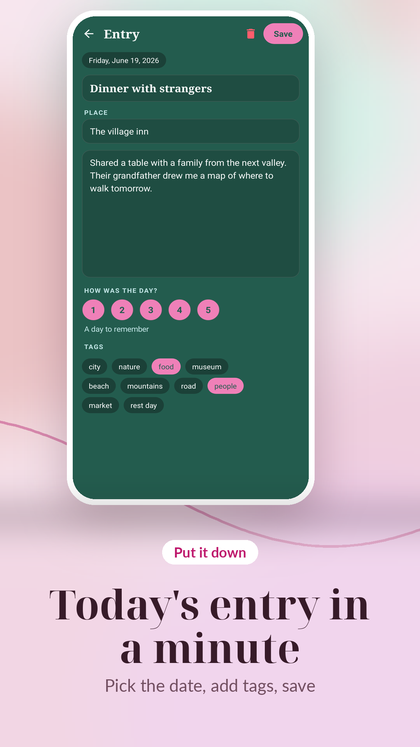 Entry
Save
Friday, June 19, 2026
Dinner with strangers
PLACE
The village inn
Shared a table with a family from the next valley.
Their grandfather drew me a map of where to
walk tomorrow.
HOW WAS THE DAY?
1 2 3 4 5
A day to remember
TAGS
city nature food museum
beach mountains road people
market rest day
Put it down
Today's entry in
a minute
Pick the date, add tags, save